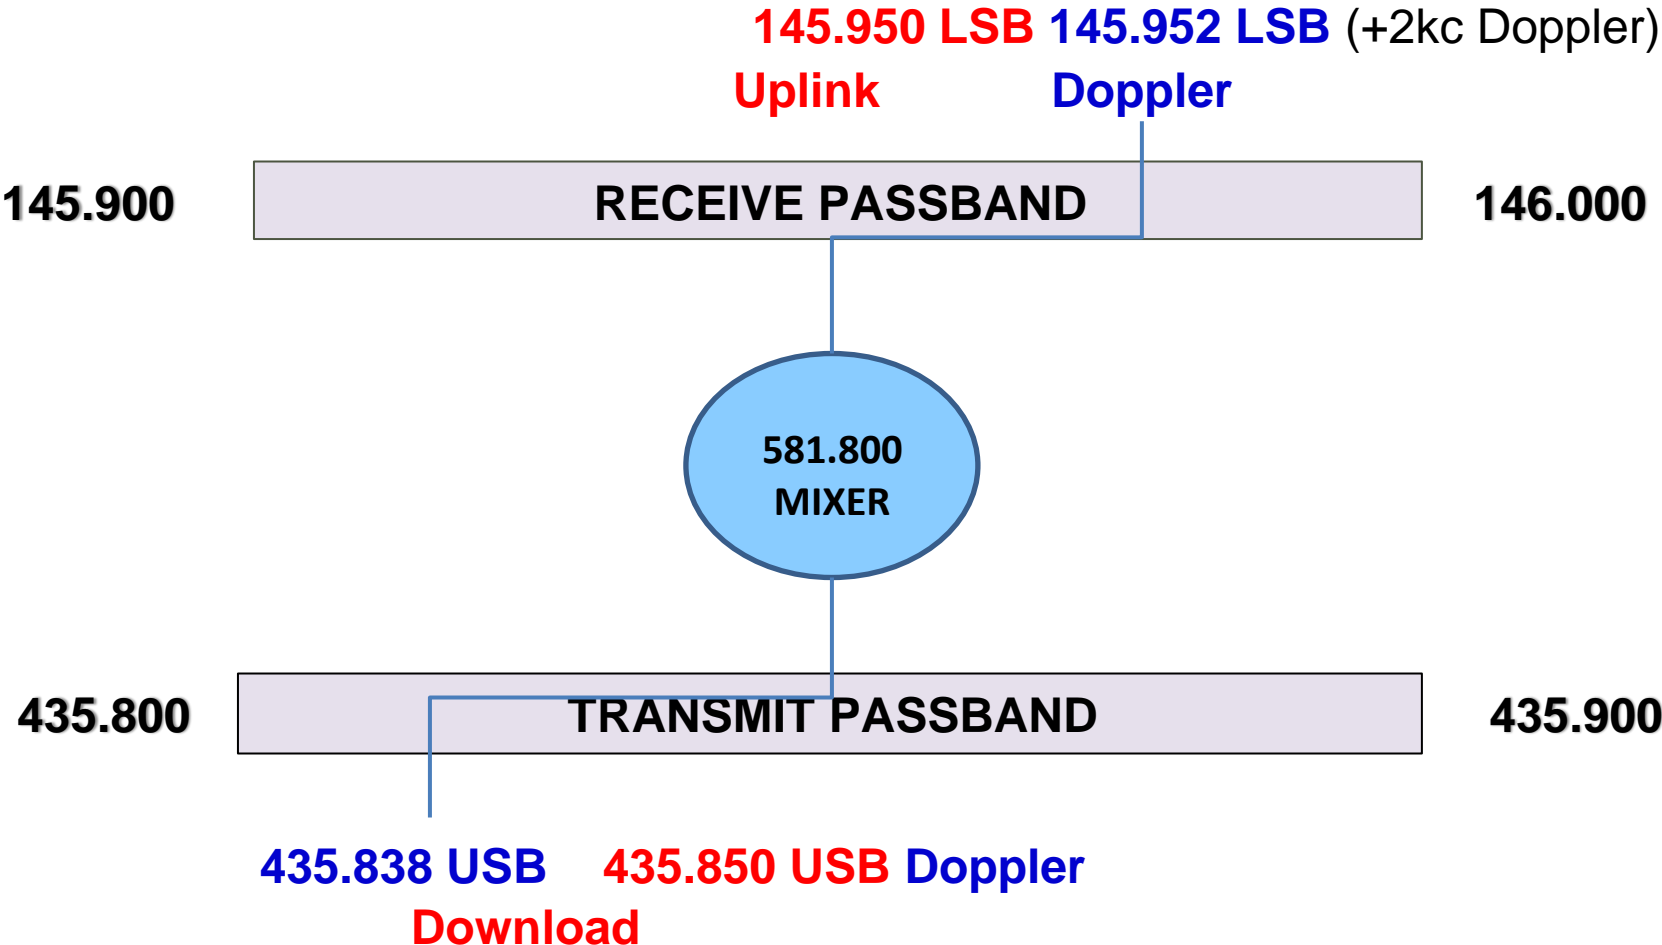 145.950 LSB 145.952 LSB (+2kc Doppler)
Uplink Doppler
145.900 RECEIVE PASSBAND 146.000
581.800
MIXER
435.800 TRANSMIT PASSBAND 435.900
435.838 USB 435.850 USB Doppler
Download